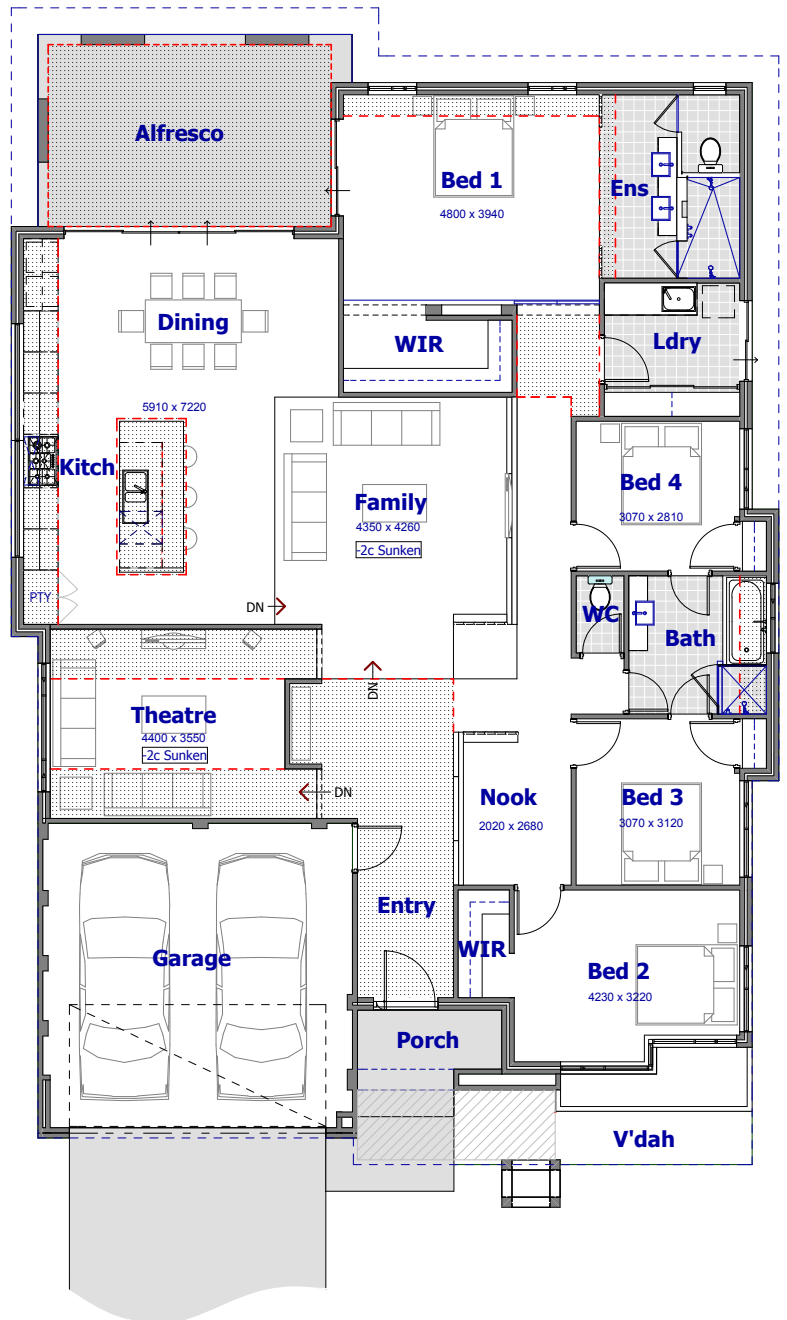 Alfresco
Bed 1
4800 x 3940
Ens
Dining
WIR
Ldry
5910 x 7220
Kitch
Family
4350 x 4260
-2c Sunken
Bed 4
3070 x 2810
PTY
DN
WC
Bath
DN
Theatre
4400 x 3550
-2c Sunken
DN
Nook
2020 x 2680
Bed 3
3070 x 3120
Entry
Garage
WIR
Bed 2
4230 x 3220
Porch
V'dah